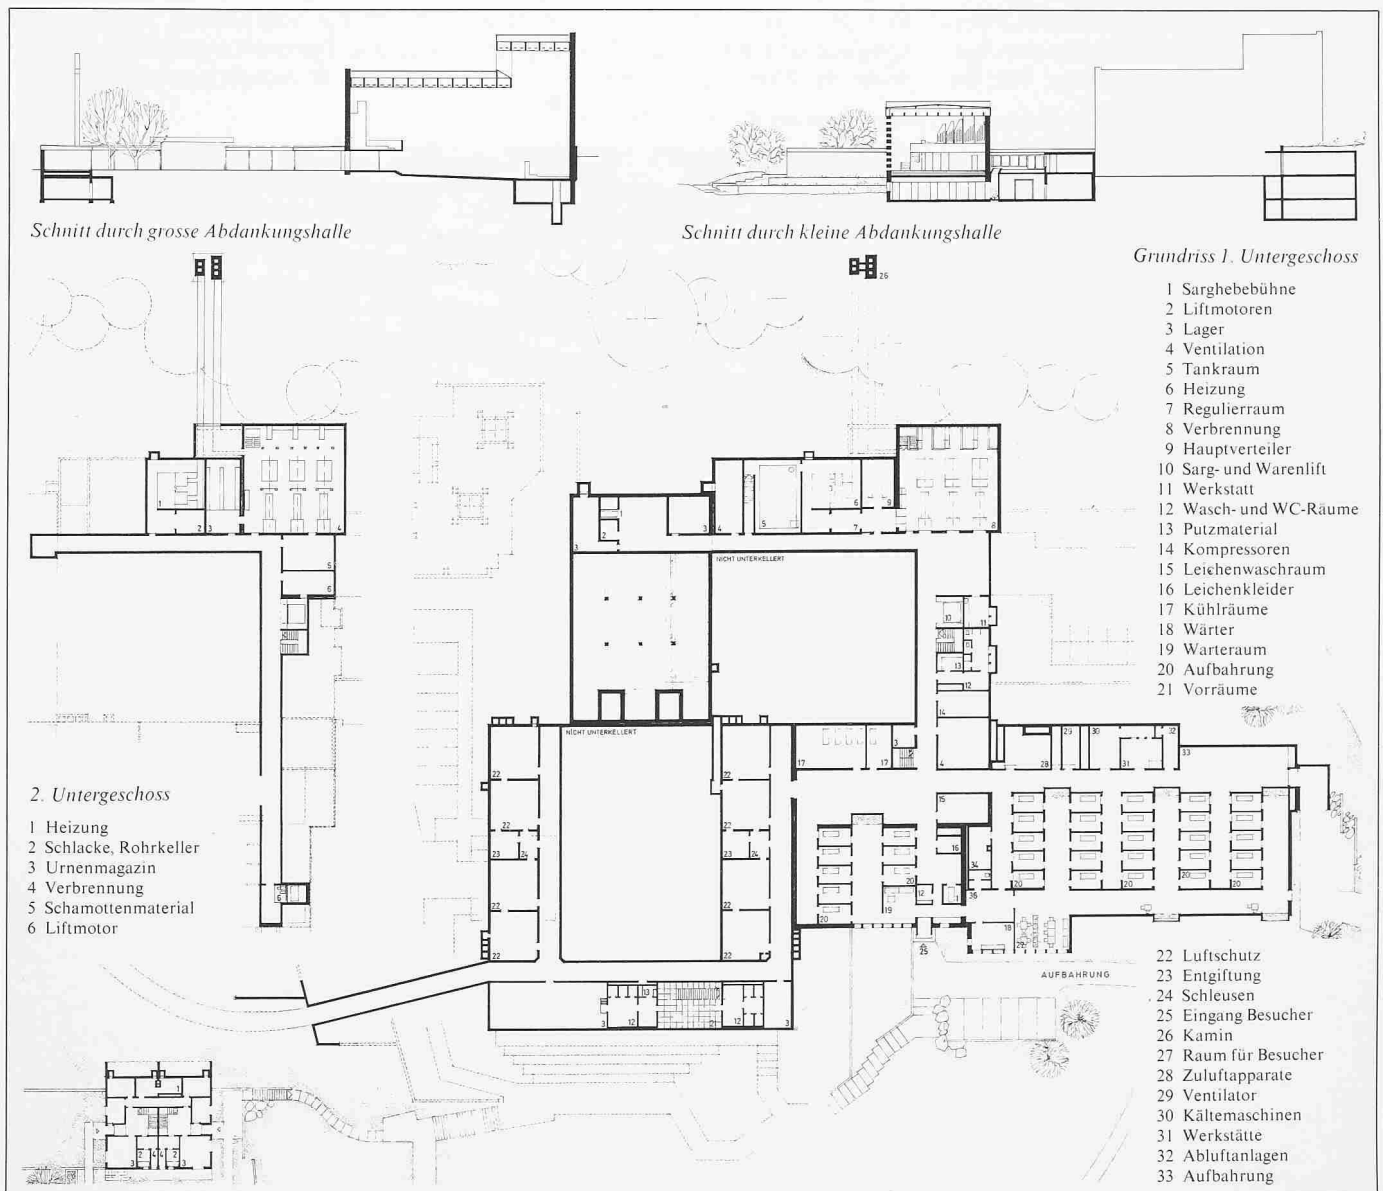 Schnitt durch grosse Abdankungshalle
Schnitt durch kleine Abdankungshalle
Grundriss 1. Untergeschoss
1 Sarghebebühne
2 Liftmotoren
3 Lager
4 Ventilation
5 Tankraum
6 Heizung
7 Regulierraum
8 Verbrennung
9 Hauptverteiler
10 Sarg- und Warenlift
11 Werkstatt
12 Wasch- und WC-Räume
13 Putzmaterial
14 Kompressoren
15 Leichenwaschraum
16 Leichenkleider
17 Kühlräume
18 Wärter
19 Warteraum
20 Aufbahrung
21 Vorräume
22 Luftschutz
23 Entgiftung
24 Schleusen
25 Eingang Besucher
26 Kamin
27 Raum für Besucher
28 Zuluftapparate
29 Ventilator
30 Kältemaschinen
31 Werkstätte
32 Abluftanlagen
33 Aufbahrung
2. Untergeschoss
1 Heizung
2 Schlacke, Rohrkeller
3 Urnenmagazin
4 Verbrennung
5 Schamottenmaterial
6 Liftmotor
NICHT UNTERKELLERT
NICHT UNTERKELLERT
AUFBAHRUNG
26
25